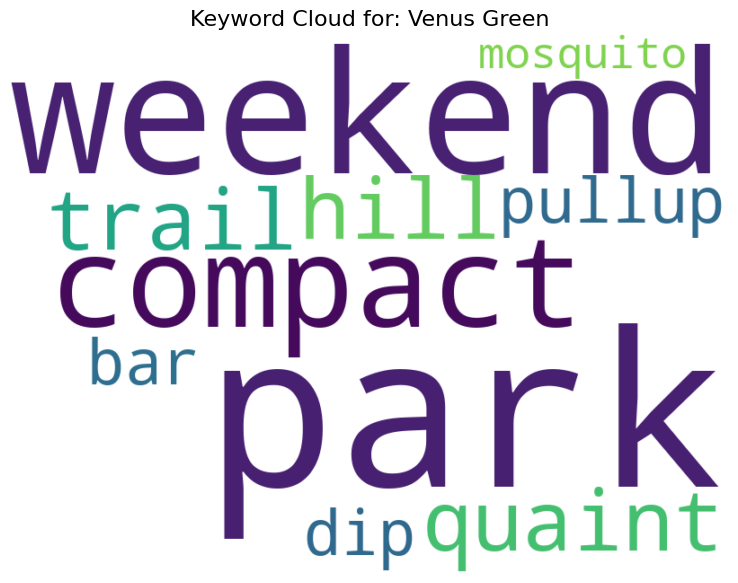 Keyword Cloud for: Venus Green
mosquito
weekend
trail hill pullup
compact
bar
park
dip quaint